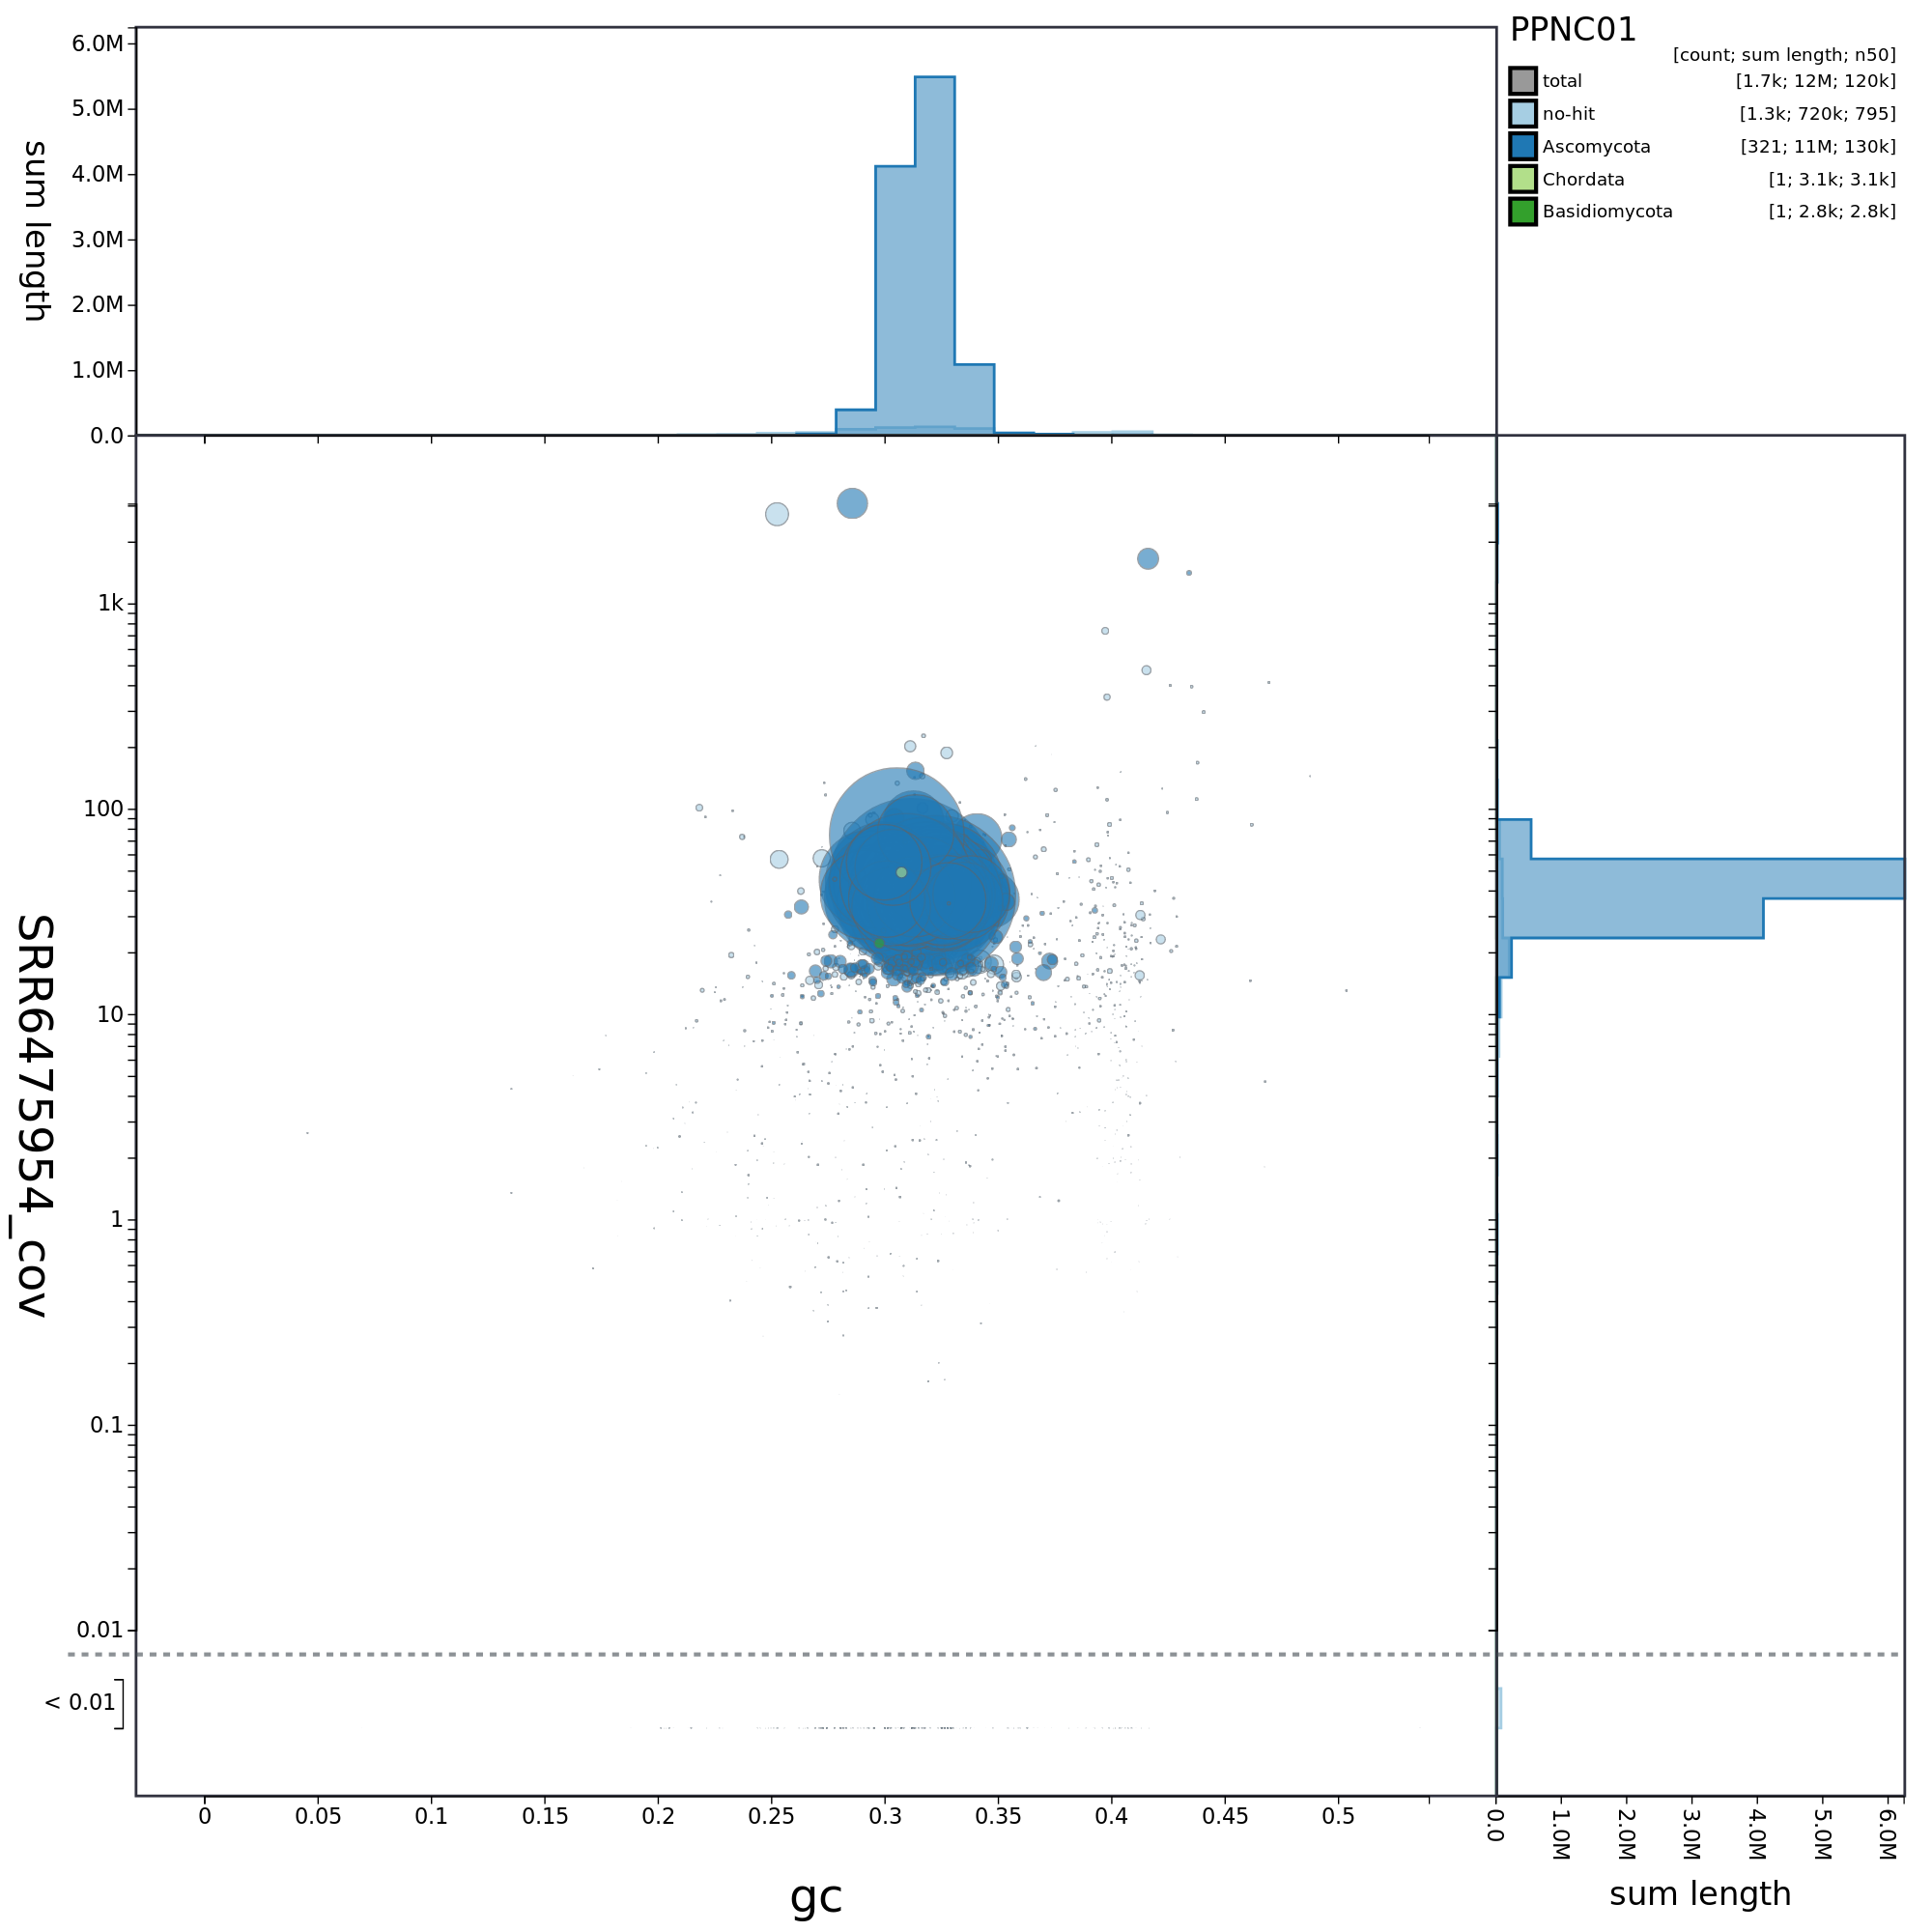 PPNC01
[count; sum length; n50]
total [1.7k; 12M; 120k]
no-hit [1.3k; 720k; 795]
Ascomycota [321; 11M; 130k]
Chordata [1; 3.1k; 3.1k]
Basidiomycota [1; 2.8k; 2.8k]
sum length
6.0M
5.0M
4.0M
3.0M
2.0M
1.0M
0.0
SRR6475954_cov
1k
100
10
1
0.1
0.01
< 0.01
0 0.05 0.1 0.15 0.2 0.25 0.3 0.35 0.4 0.45 0.5
gc
0.0 1.0M 2.0M 3.0M 4.0M 5.0M 6.0M
sum length